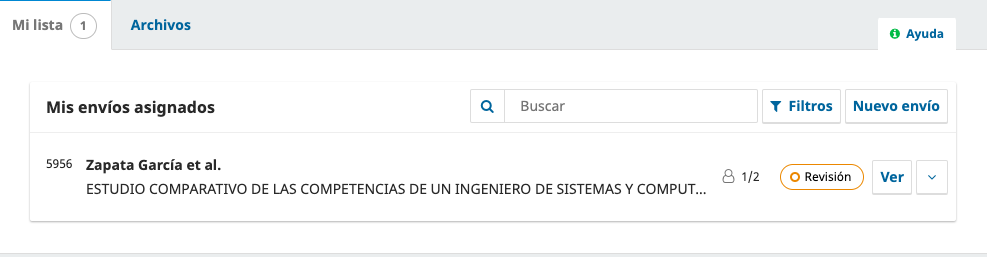 Mi lista 1 Archivos
Ayuda
Mis envíos asignados Buscar Filtros Nuevo envío
5956 Zapata García et al.
ESTUDIO COMPARATIVO DE LAS COMPETENCIAS DE UN INGENIERO DE SISTEMAS Y COMPUT... 1/2 Revisión Ver